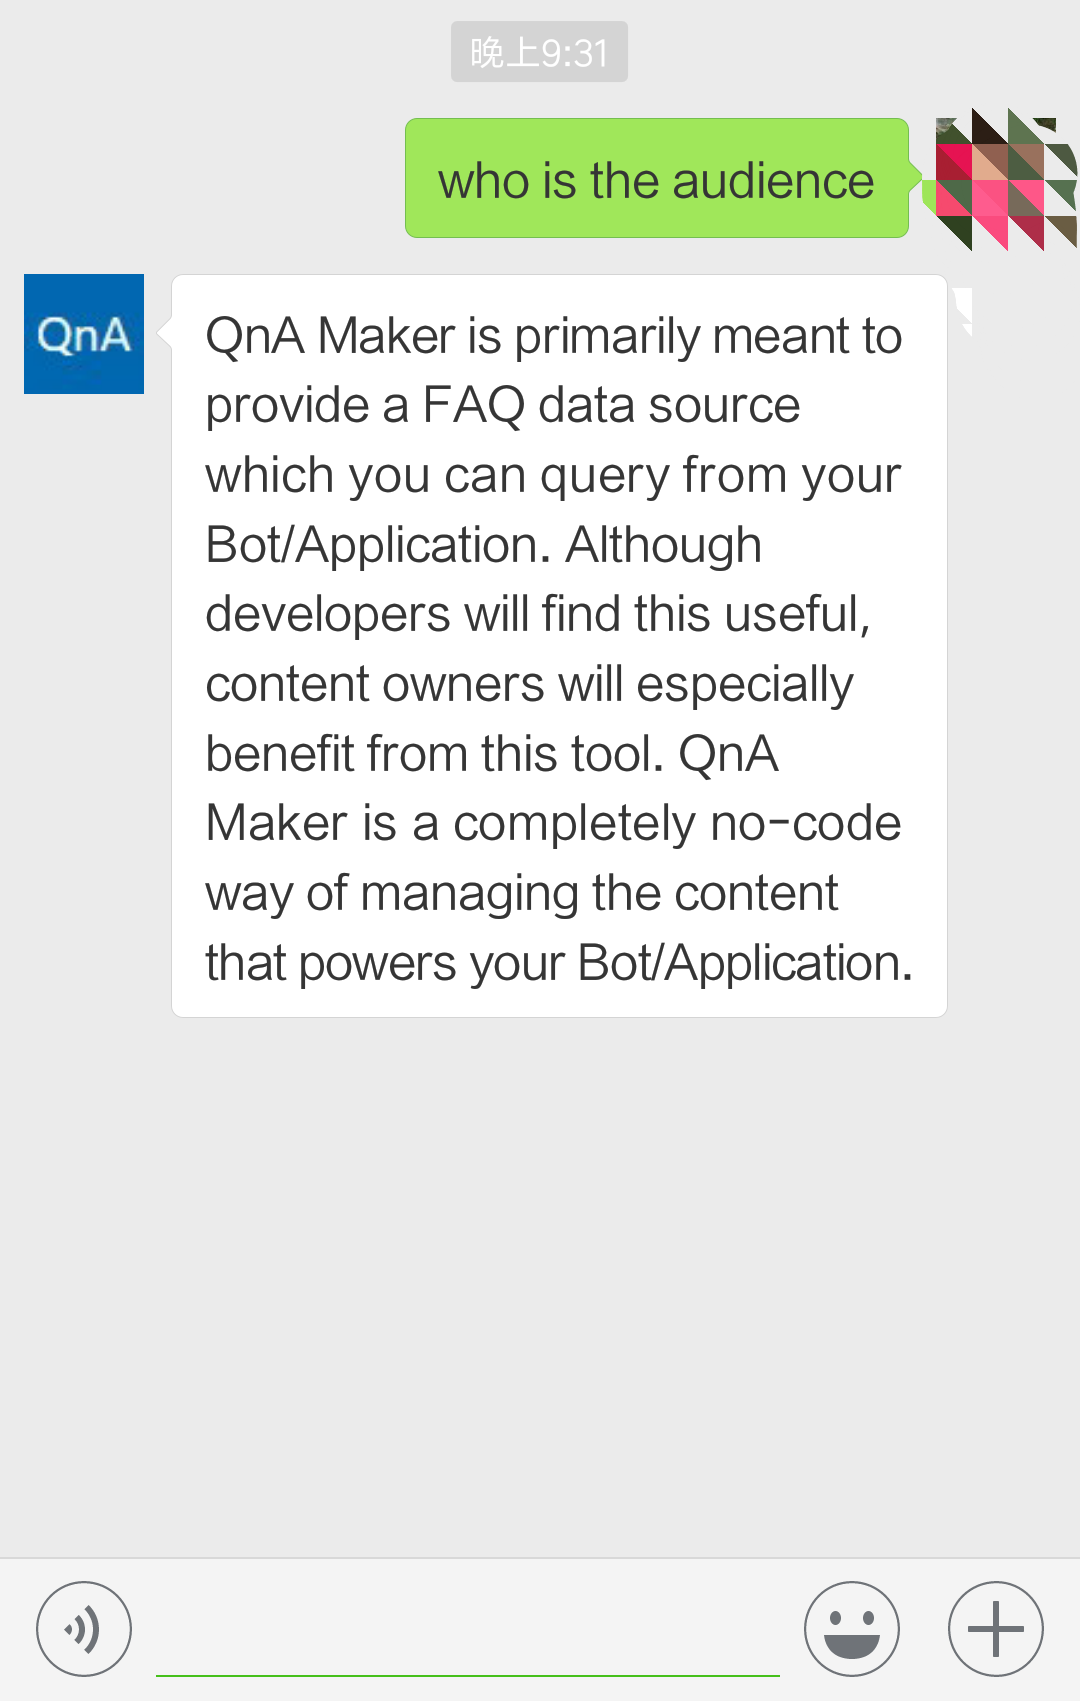 晚上9:31
who is the audience
QnA
QnA Maker is primarily meant to
provide a FAQ data source
which you can query from your
Bot/Application. Although
developers will find this useful,
content owners will especially
benefit from this tool. QnA
Maker is a completely no-code
way of managing the content
that powers your Bot/Application.